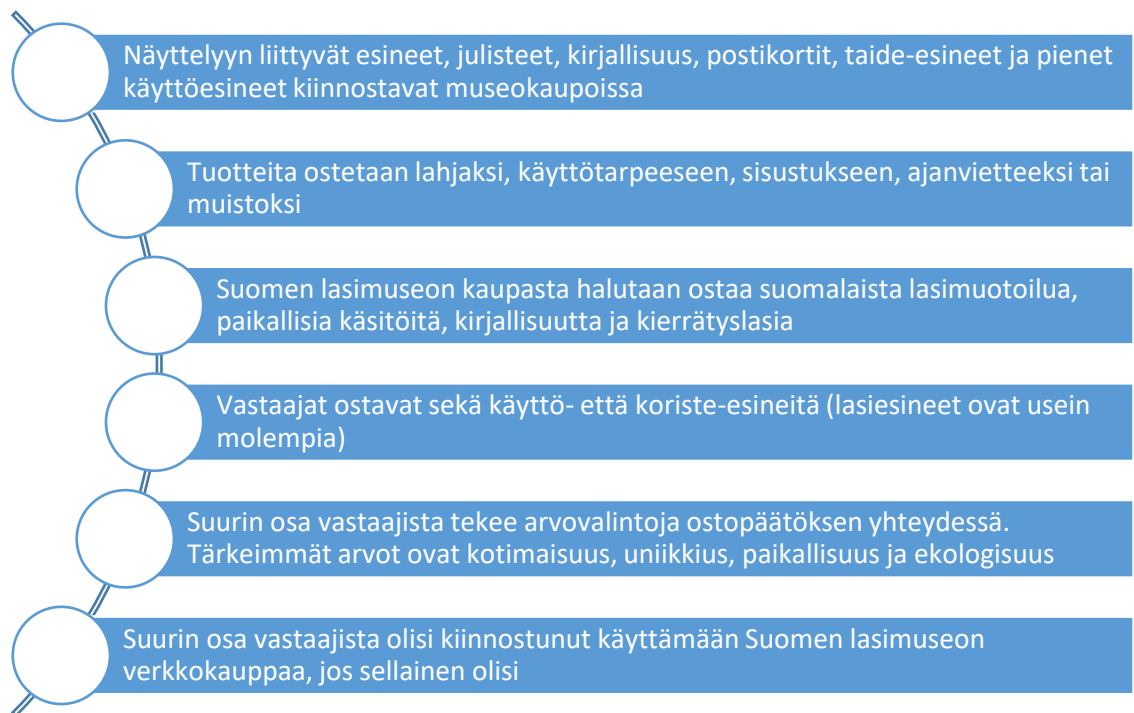 Näyttelyyn liittyvät esineet, julisteet, kirjallisuus, postikortit, taide-esineet ja pienet
käyttöesineet kiinnostavat museokaupoissa
Tuotteita ostetaan lahjaksi, käyttötarpeeseen, sisustukseen, ajanvietteeksi tai
muistoksi
Suomen lasimuseon kaupasta halutaan ostaa suomalaista lasimuotoilua,
paikallisia käsitöitä, kirjallisuutta ja kierrätyslasia
Vastaajat ostavat sekä käyttö- että koriste-esineitä (lasiesineet ovat usein
molempia)
Suurin osa vastaajista tekee arvovalintoja ostopäätöksen yhteydessä.
Tärkeimmät arvot ovat kotimaisuus, uniikkius, paikallisuus ja ekologisuus
Suurin osa vastaajista olisi kiinnostunut käyttämään Suomen lasimuseon
verkkokauppaa, jos sellainen olisi